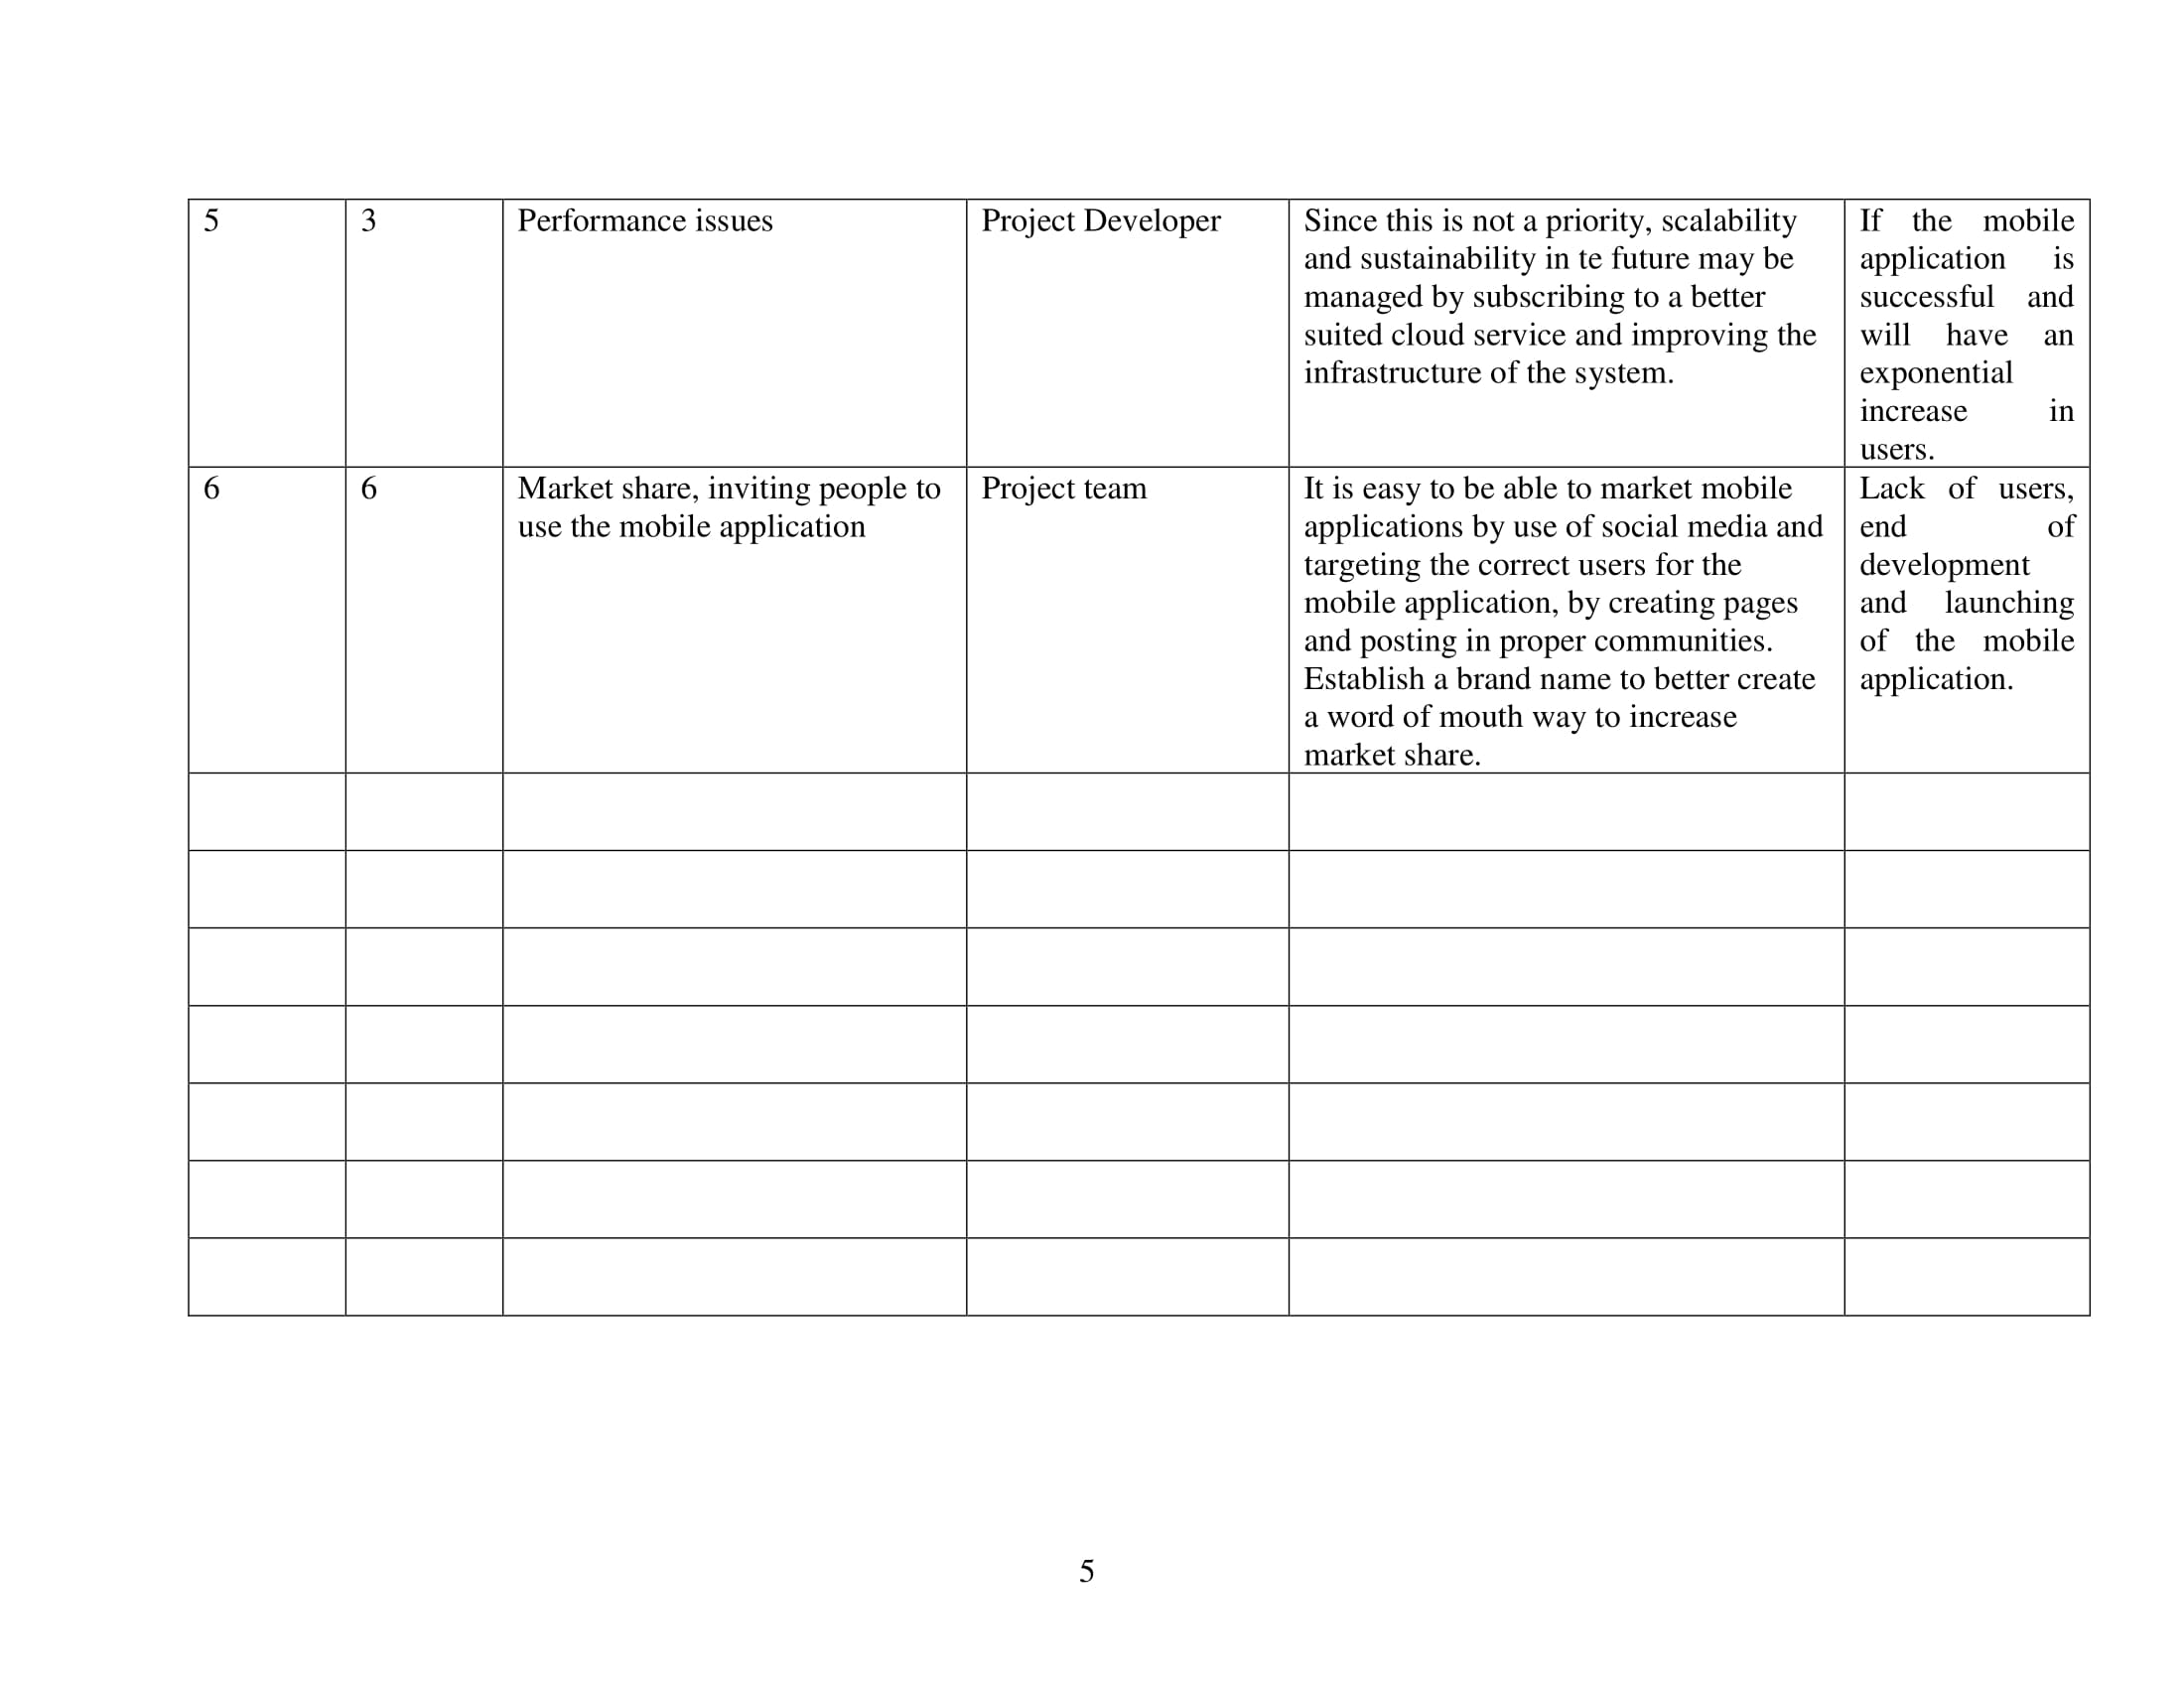 5
3
Performance issues
Project Developer
Since this is not a priority, scalability
and sustainability in te future may be
managed by subscribing to a better
suited cloud service and improving the
infrastructure of the system.
If the mobile
application is
successful and
will have an
exponential
increase in
users.
6
6
Market share, inviting people to
use the mobile application
Project team
It is easy to be able to market mobile
applications by use of social media and
targeting the correct users for the
mobile application, by creating pages
and posting in proper communities.
Establish a brand name to better create
a word of mouth way to increase
market share.
Lack of users,
end of
development
and launching
of the mobile
application.
5